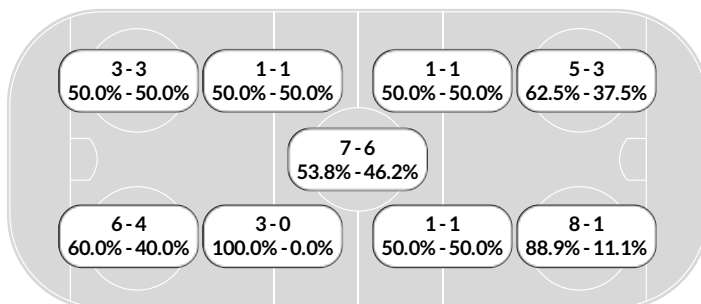 3 - 3
50.0% - 50.0%
1 - 1
50.0% - 50.0%
1 - 1
50.0% - 50.0%
5 - 3
62.5% - 37.5%
7 - 6
53.8% - 46.2%
6 - 4
60.0% - 40.0%
3 - 0
100.0% - 0.0%
1 - 1
50.0% - 50.0%
8 - 1
88.9% - 11.1%